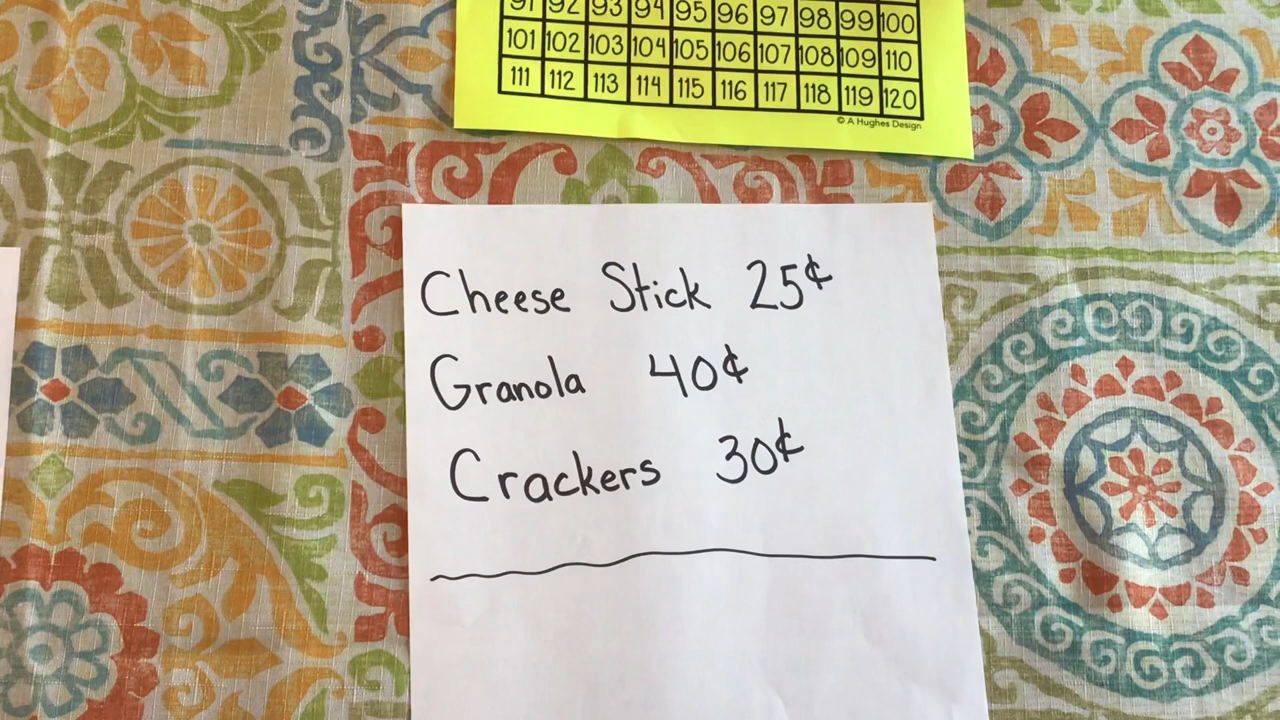 91 92 93 94 95 96 97 98 99 100
101 102 103 104 105 106 107 108 109 110
111 112 113 114 115 116 117 118 119 120
© A Hughes Design
Cheese Stick 25¢
Granola 40¢
Crackers 30¢